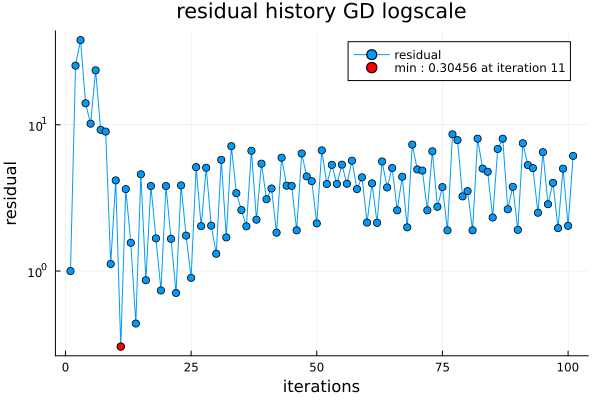 residual history GD logscale
residual
min : 0.30456 at iteration 11
10¹
10⁰
residual
0 25 50 75 100
iterations